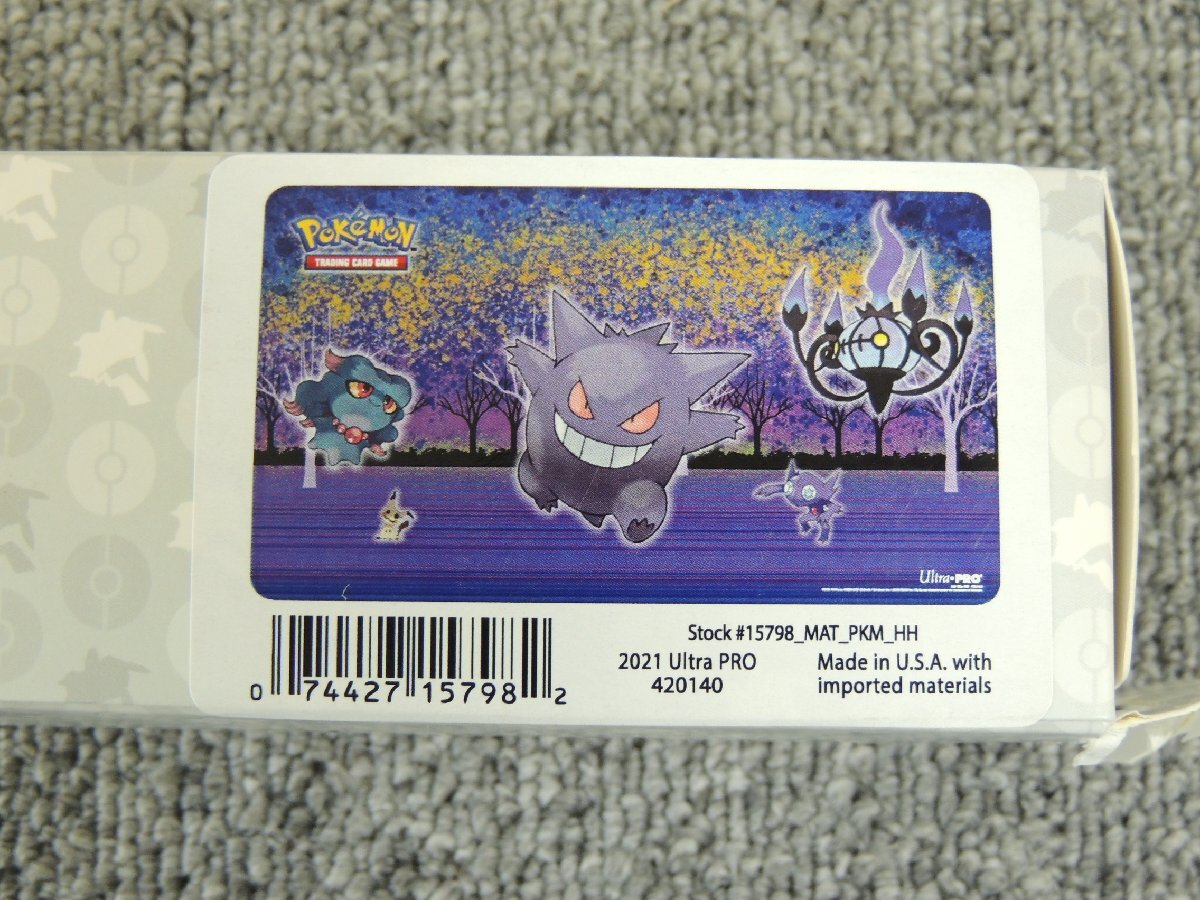 POKéMON
TRADING CARD GAME
Ultra•PRO
Stock #15798_MAT_PKM_HH
2021 Ultra PRO
420140
Made in U.S.A. with
imported materials
0 74427 15798 2